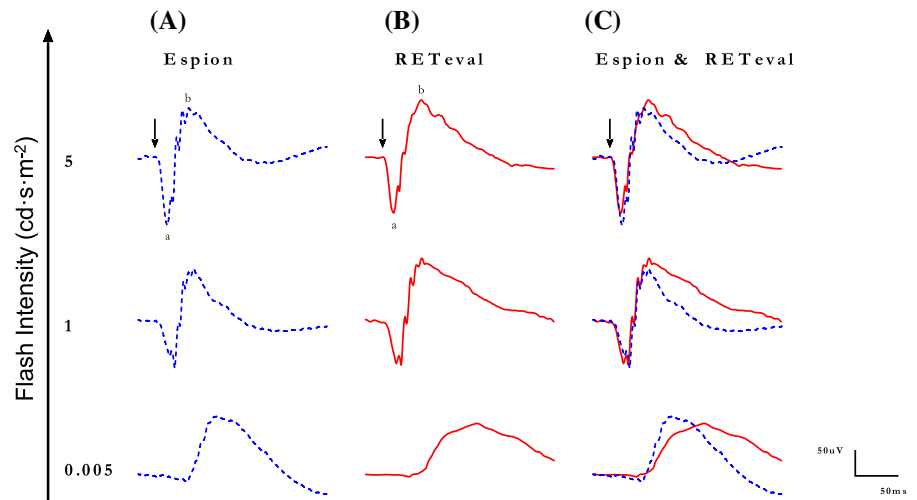 (A) (B) (C)
Espion RETeval Espion & RETeval
b b
5
a a
1
0.005
Flash Intensity (cd·s·m-2)
50uV
50ms